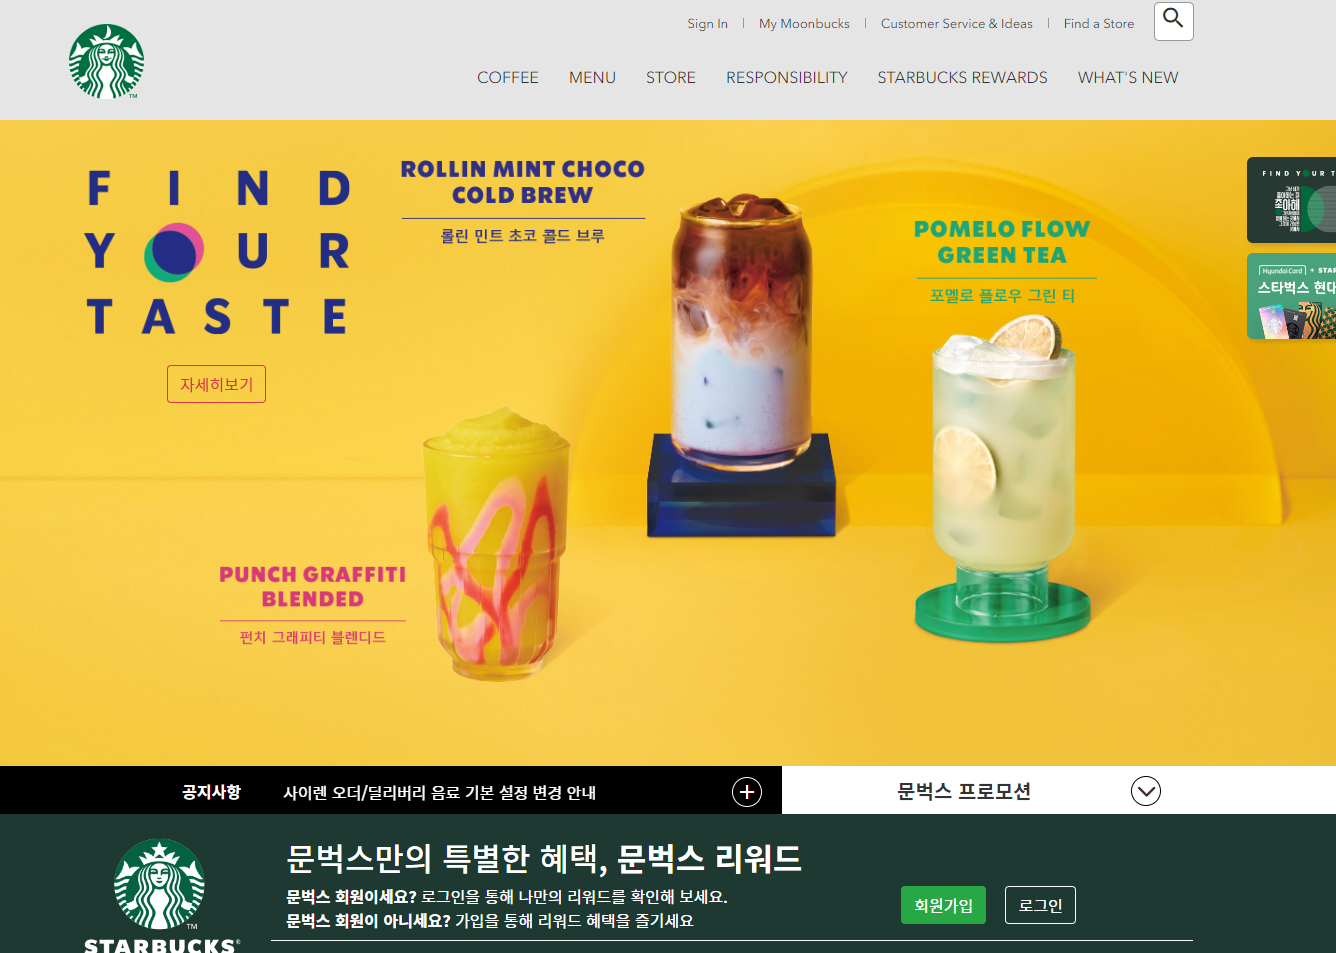 Sign In
My Moonbucks
Customer Service & Ideas
Find a Store
COFFEE
MENU
STORE
RESPONSIBILITY
STARBUCKS REWARDS
WHAT'S NEW
FIND
YOUR
TASTE
자세히보기
ROLLIN MINT CHOCO
COLD BREW
롤린 민트 초코 콜드 브루
POMELO FLOW
GREEN TEA
포멜로 플로우 그린 티
PUNCH GRAFFITI
BLENDED
펀치 그래피티 블렌디드
FIND YOUR T
초아해
HyundaiCard + STAR
스타벅스 현대
공지사항
사이렌 오더/딜리버리 음료 기본 설정 변경 안내
문벅스 프로모션
문벅스만의 특별한 혜택, 문벅스 리워드
문벅스 회원이세요? 로그인을 통해 나만의 리워드를 확인해 보세요.
문벅스 회원이 아니세요? 가입을 통해 리워드 혜택을 즐기세요
회원가입
로그인
TM
TM
STARBUCKS®